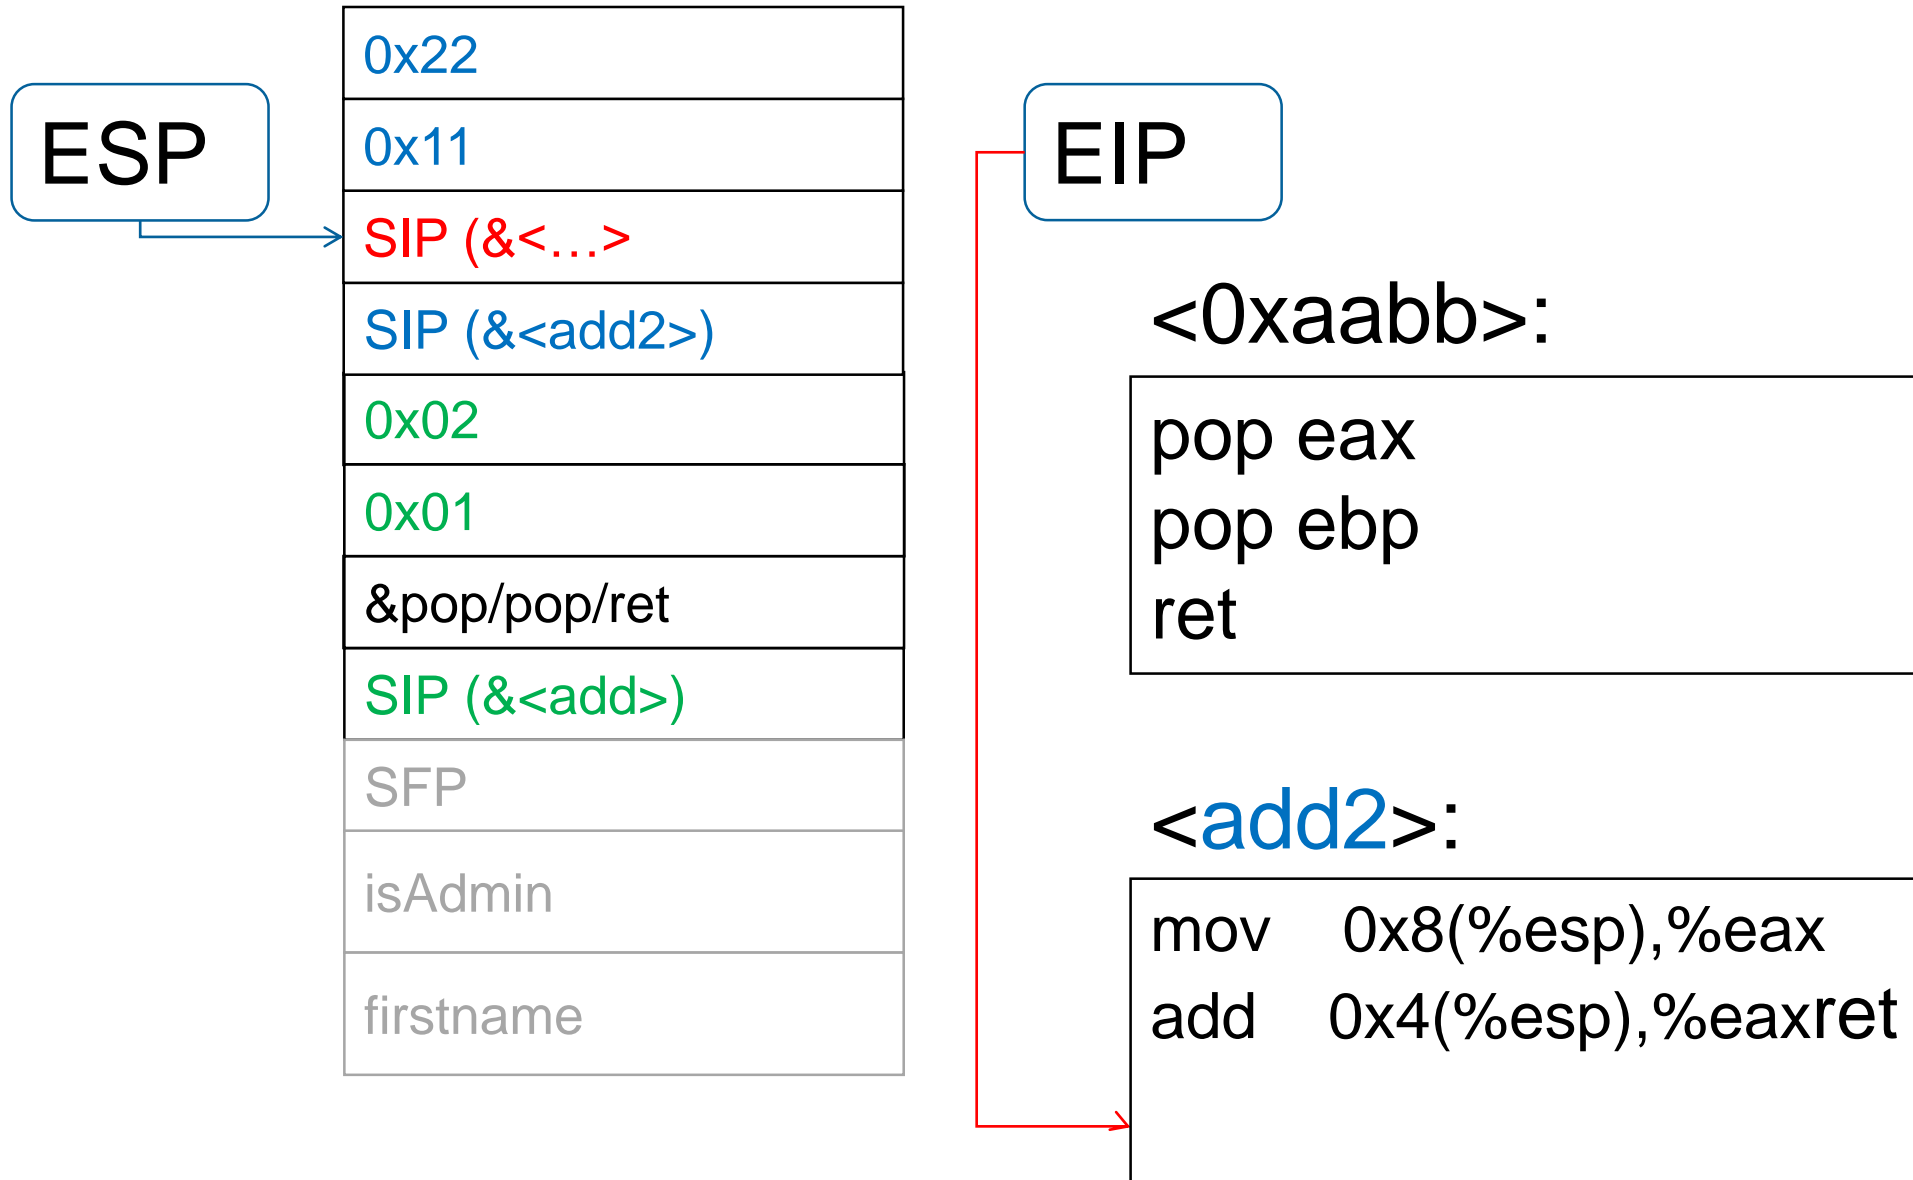 ESP
0x22
0x11
SIP (&<…>
SIP (&<add2>)
0x02
0x01
&pop/pop/ret
SIP (&<add>)
SFP
isAdmin
firstname
EIP
<0xaabb>:
pop eax
pop ebp
ret
<add2>:
mov 0x8(%esp),%eax
add 0x4(%esp),%eaxret